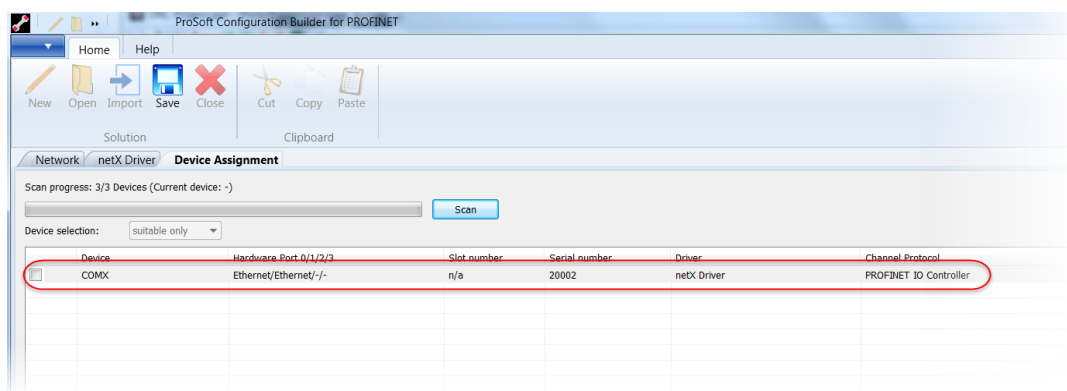 ProSoft Configuration Builder for PROFINET
Home Help
New Open Import Save Close Cut Copy Paste
Solution Clipboard
Network netX Driver Device Assignment
Scan progress: 3/3 Devices (Current device: -)
Scan
Device selection: suitable only
Device Hardware Port 0/1/2/3 Slot number Serial number Driver Channel Protocol
COMX Ethernet/Ethernet/-/- n/a 20002 netX Driver PROFINET IO Controller